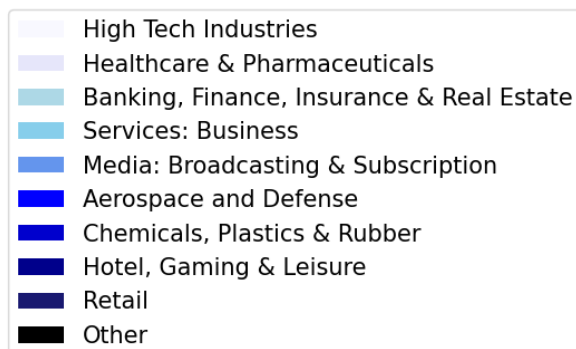 High Tech Industries
Healthcare & Pharmaceuticals
Banking, Finance, Insurance & Real Estate
Services: Business
Media: Broadcasting & Subscription
Aerospace and Defense
Chemicals, Plastics & Rubber
Hotel, Gaming & Leisure
Retail
Other